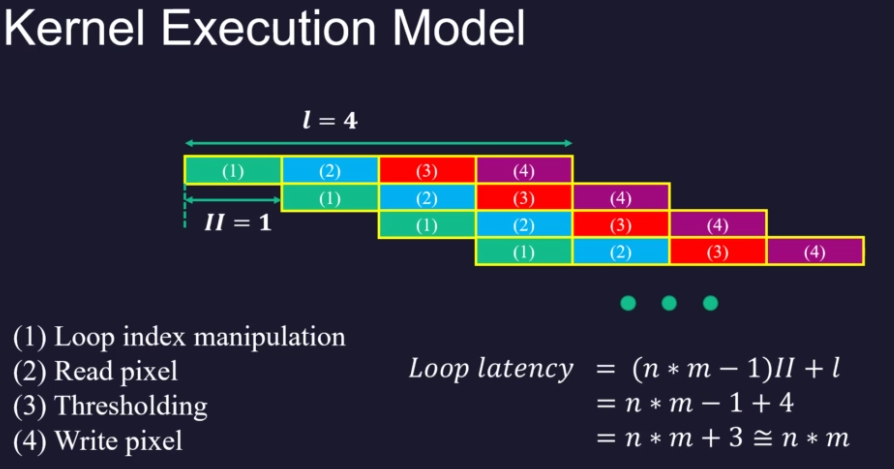 Kernel Execution Model
l = 4
(1) (2) (3) (4)
(1) (2) (3) (4)
II = 1
(1) (2) (3) (4)
(1) (2) (3) (4)
(1) Loop index manipulation
(2) Read pixel
(3) Thresholding
(4) Write pixel
Loop latency = (n * m − 1)II + l
= n * m − 1 + 4
= n * m + 3 ≅ n * m